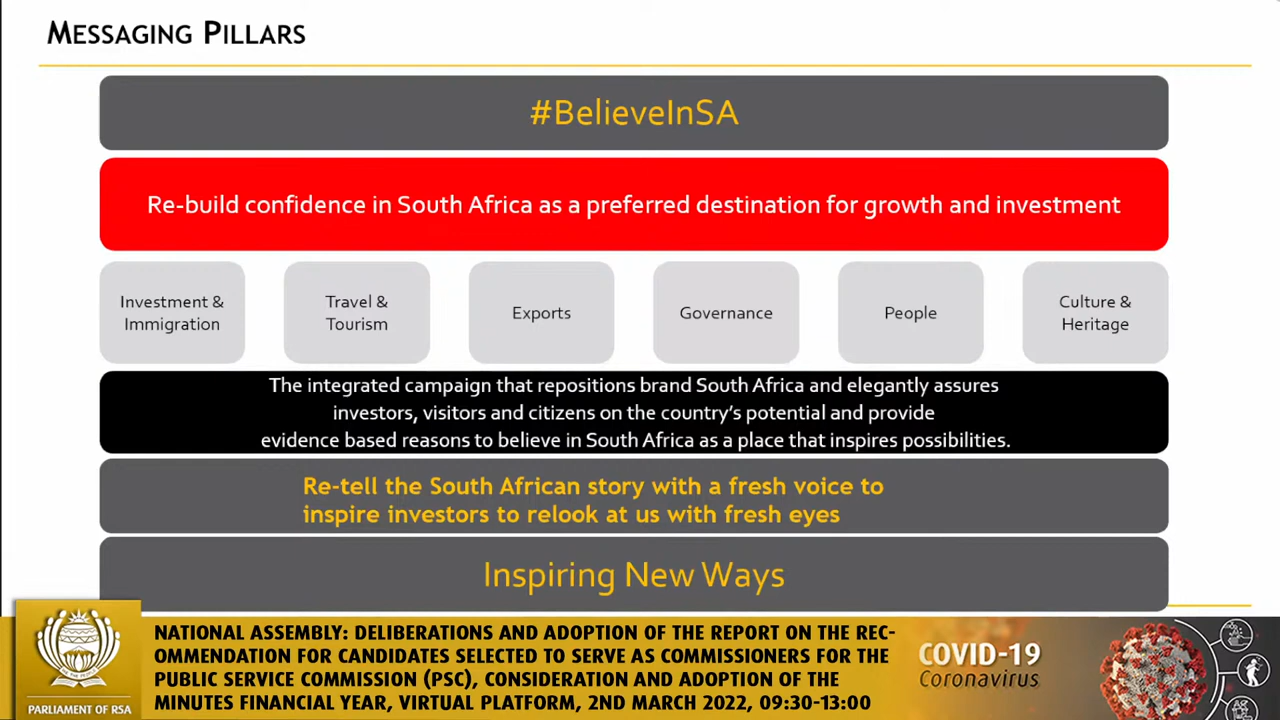 MESSAGING PILLARS
#BelieveInSA
Re-build confidence in South Africa as a preferred destination for growth and investment
Investment &
Immigration
Travel &
Tourism
Exports
Governance
People
Culture &
Heritage
The integrated campaign that repositions brand South Africa and elegantly assures
investors, visitors and citizens on the country's potential and provide
evidence based reasons to believe in South Africa as a place that inspires possibilities.
Re-tell the South African story with a fresh voice to
inspire investors to relook at us with fresh eyes
Inspiring New Ways
PARLIAMENT OF RSA
NATIONAL ASSEMBLY: DELIBERATIONS AND ADOPTION OF THE REPORT ON THE REC-
OMMENDATION FOR CANDIDATES SELECTED TO SERVE AS COMMISSIONERS FOR THE
PUBLIC SERVICE COMMISSION (PSC), CONSIDERATION AND ADOPTION OF THE
MINUTES FINANCIAL YEAR, VIRTUAL PLATFORM, 2ND MARCH 2022, 09:30-13:00
COVID-19
Coronavirus